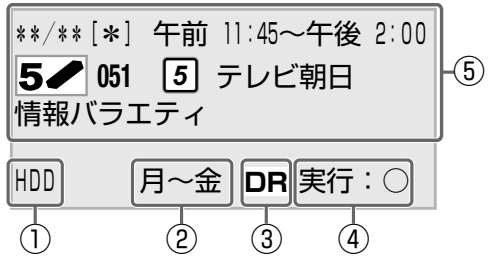 **/**[*] 午前 11:45～午後 2:00
5 051 5 テレビ朝日
情報バラエティ
⑤
HDD 月～金 DR 実行：○
① ② ③ ④